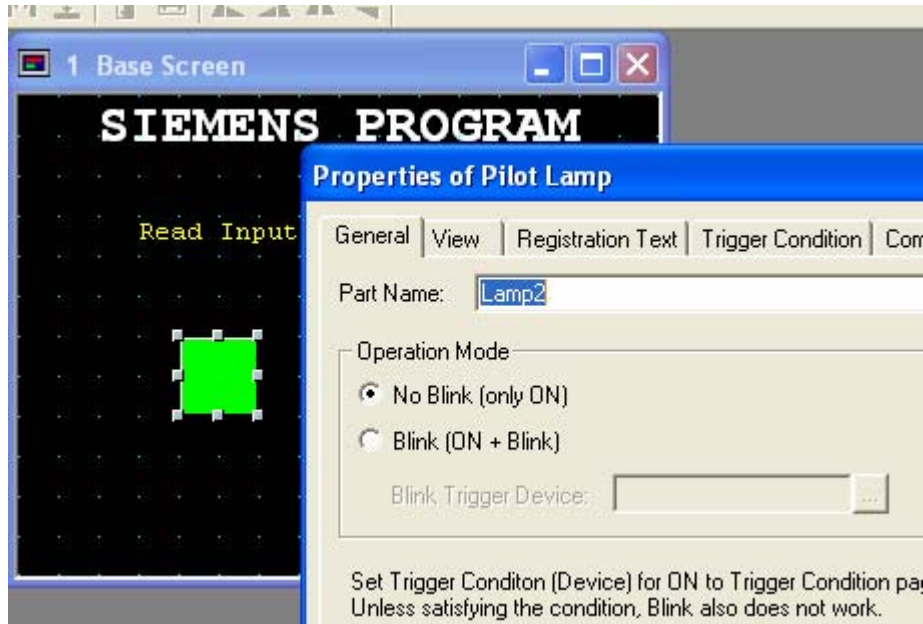 1 Base Screen
SIEMENS PROGRAM
Read Input
Properties of Pilot Lamp
General
View
Registration Text
Trigger Condition
Com
Part Name:
Lamp2
Operation Mode
No Blink (only ON)
Blink (ON + Blink)
Blink Trigger Device:
...
Set Trigger Conditon (Device) for ON to Trigger Condition pag
Unless satisfying the condition, Blink also does not work.